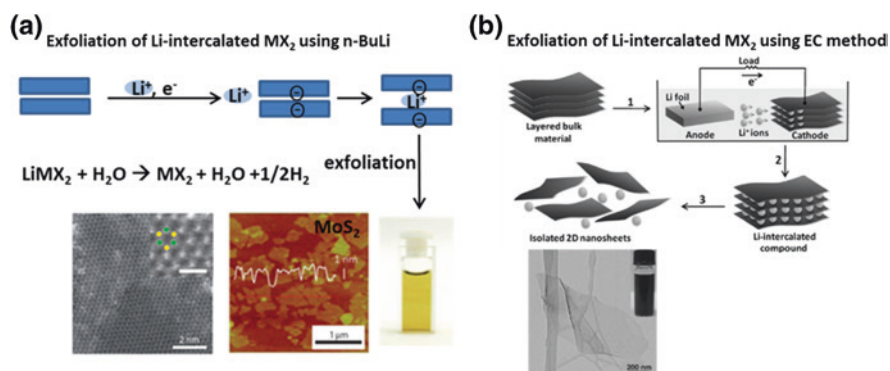 (a)
Exfoliation of Li-intercalated MX₂ using n-BuLi
Li⁺, e⁻
Li⁺
Li⁺
exfoliation
LiMX₂ + H₂O → MX₂ + H₂O +1/2H₂
MoS₂
1 nm
2 nm
1 μm
(b)
Exfoliation of Li-intercalated MX₂ using EC methodl
Load
e⁻
Li foil
1
Layered bulk
material
Anode
Li⁺ ions
Cathode
2
3
Isolated 2D nanosheets
Li-intercalated
compound
200 nm